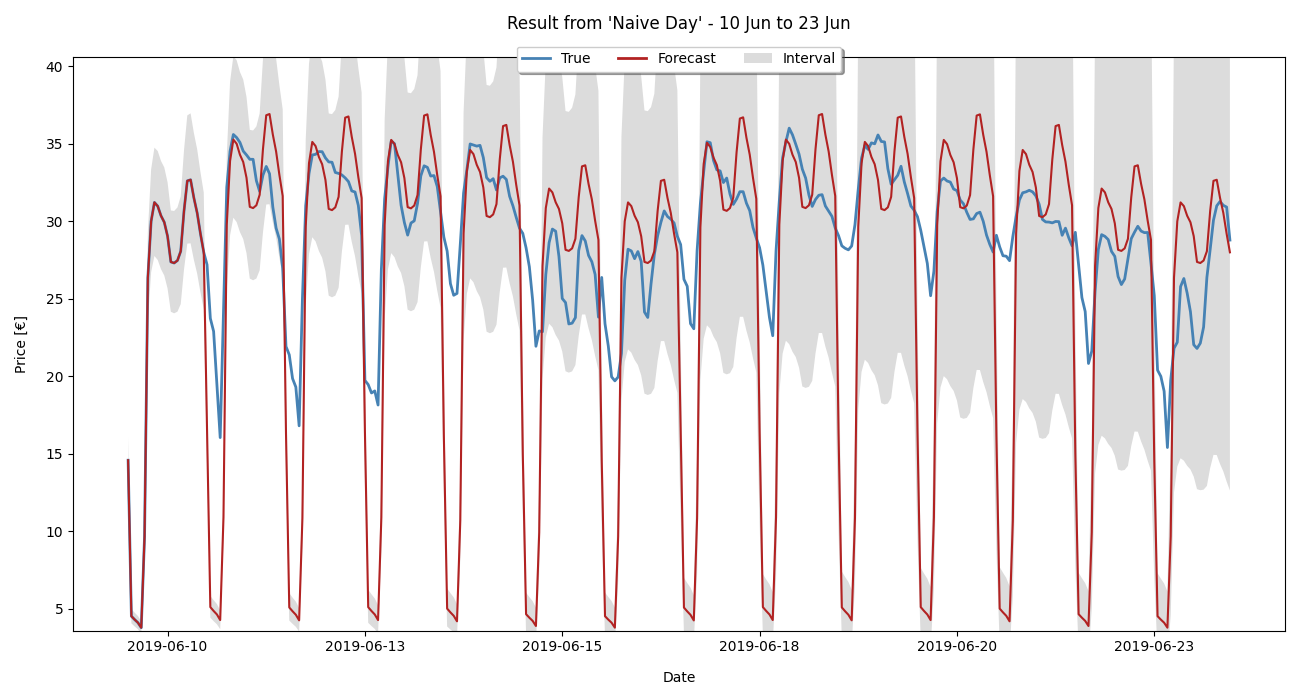 Result from 'Naive Day' - 10 Jun to 23 Jun
True Forecast Interval
40
35
30
25
20
15
10
5
Price [€]
2019-06-10 2019-06-13 2019-06-15 2019-06-18 2019-06-20 2019-06-23
Date